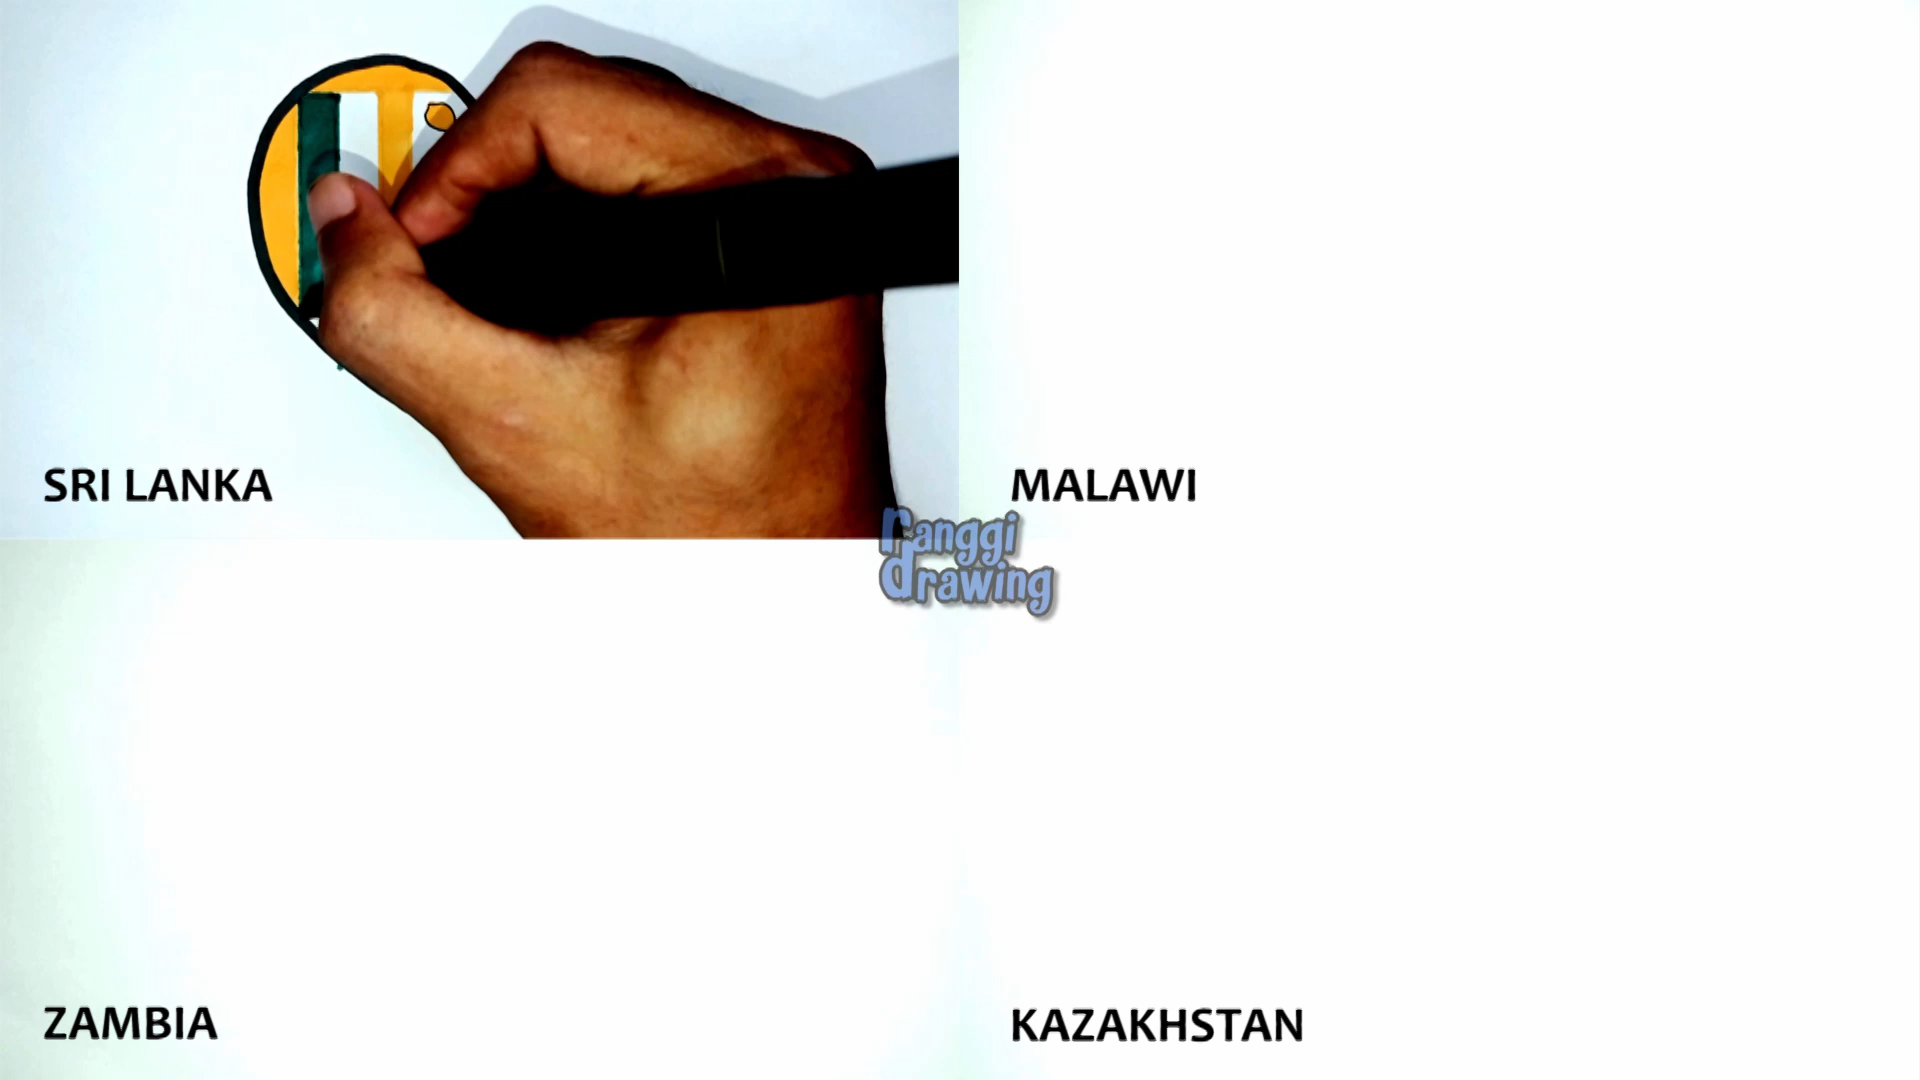 SRI LANKA
MALAWI
ranggi
drawing
ZAMBIA
KAZAKHSTAN